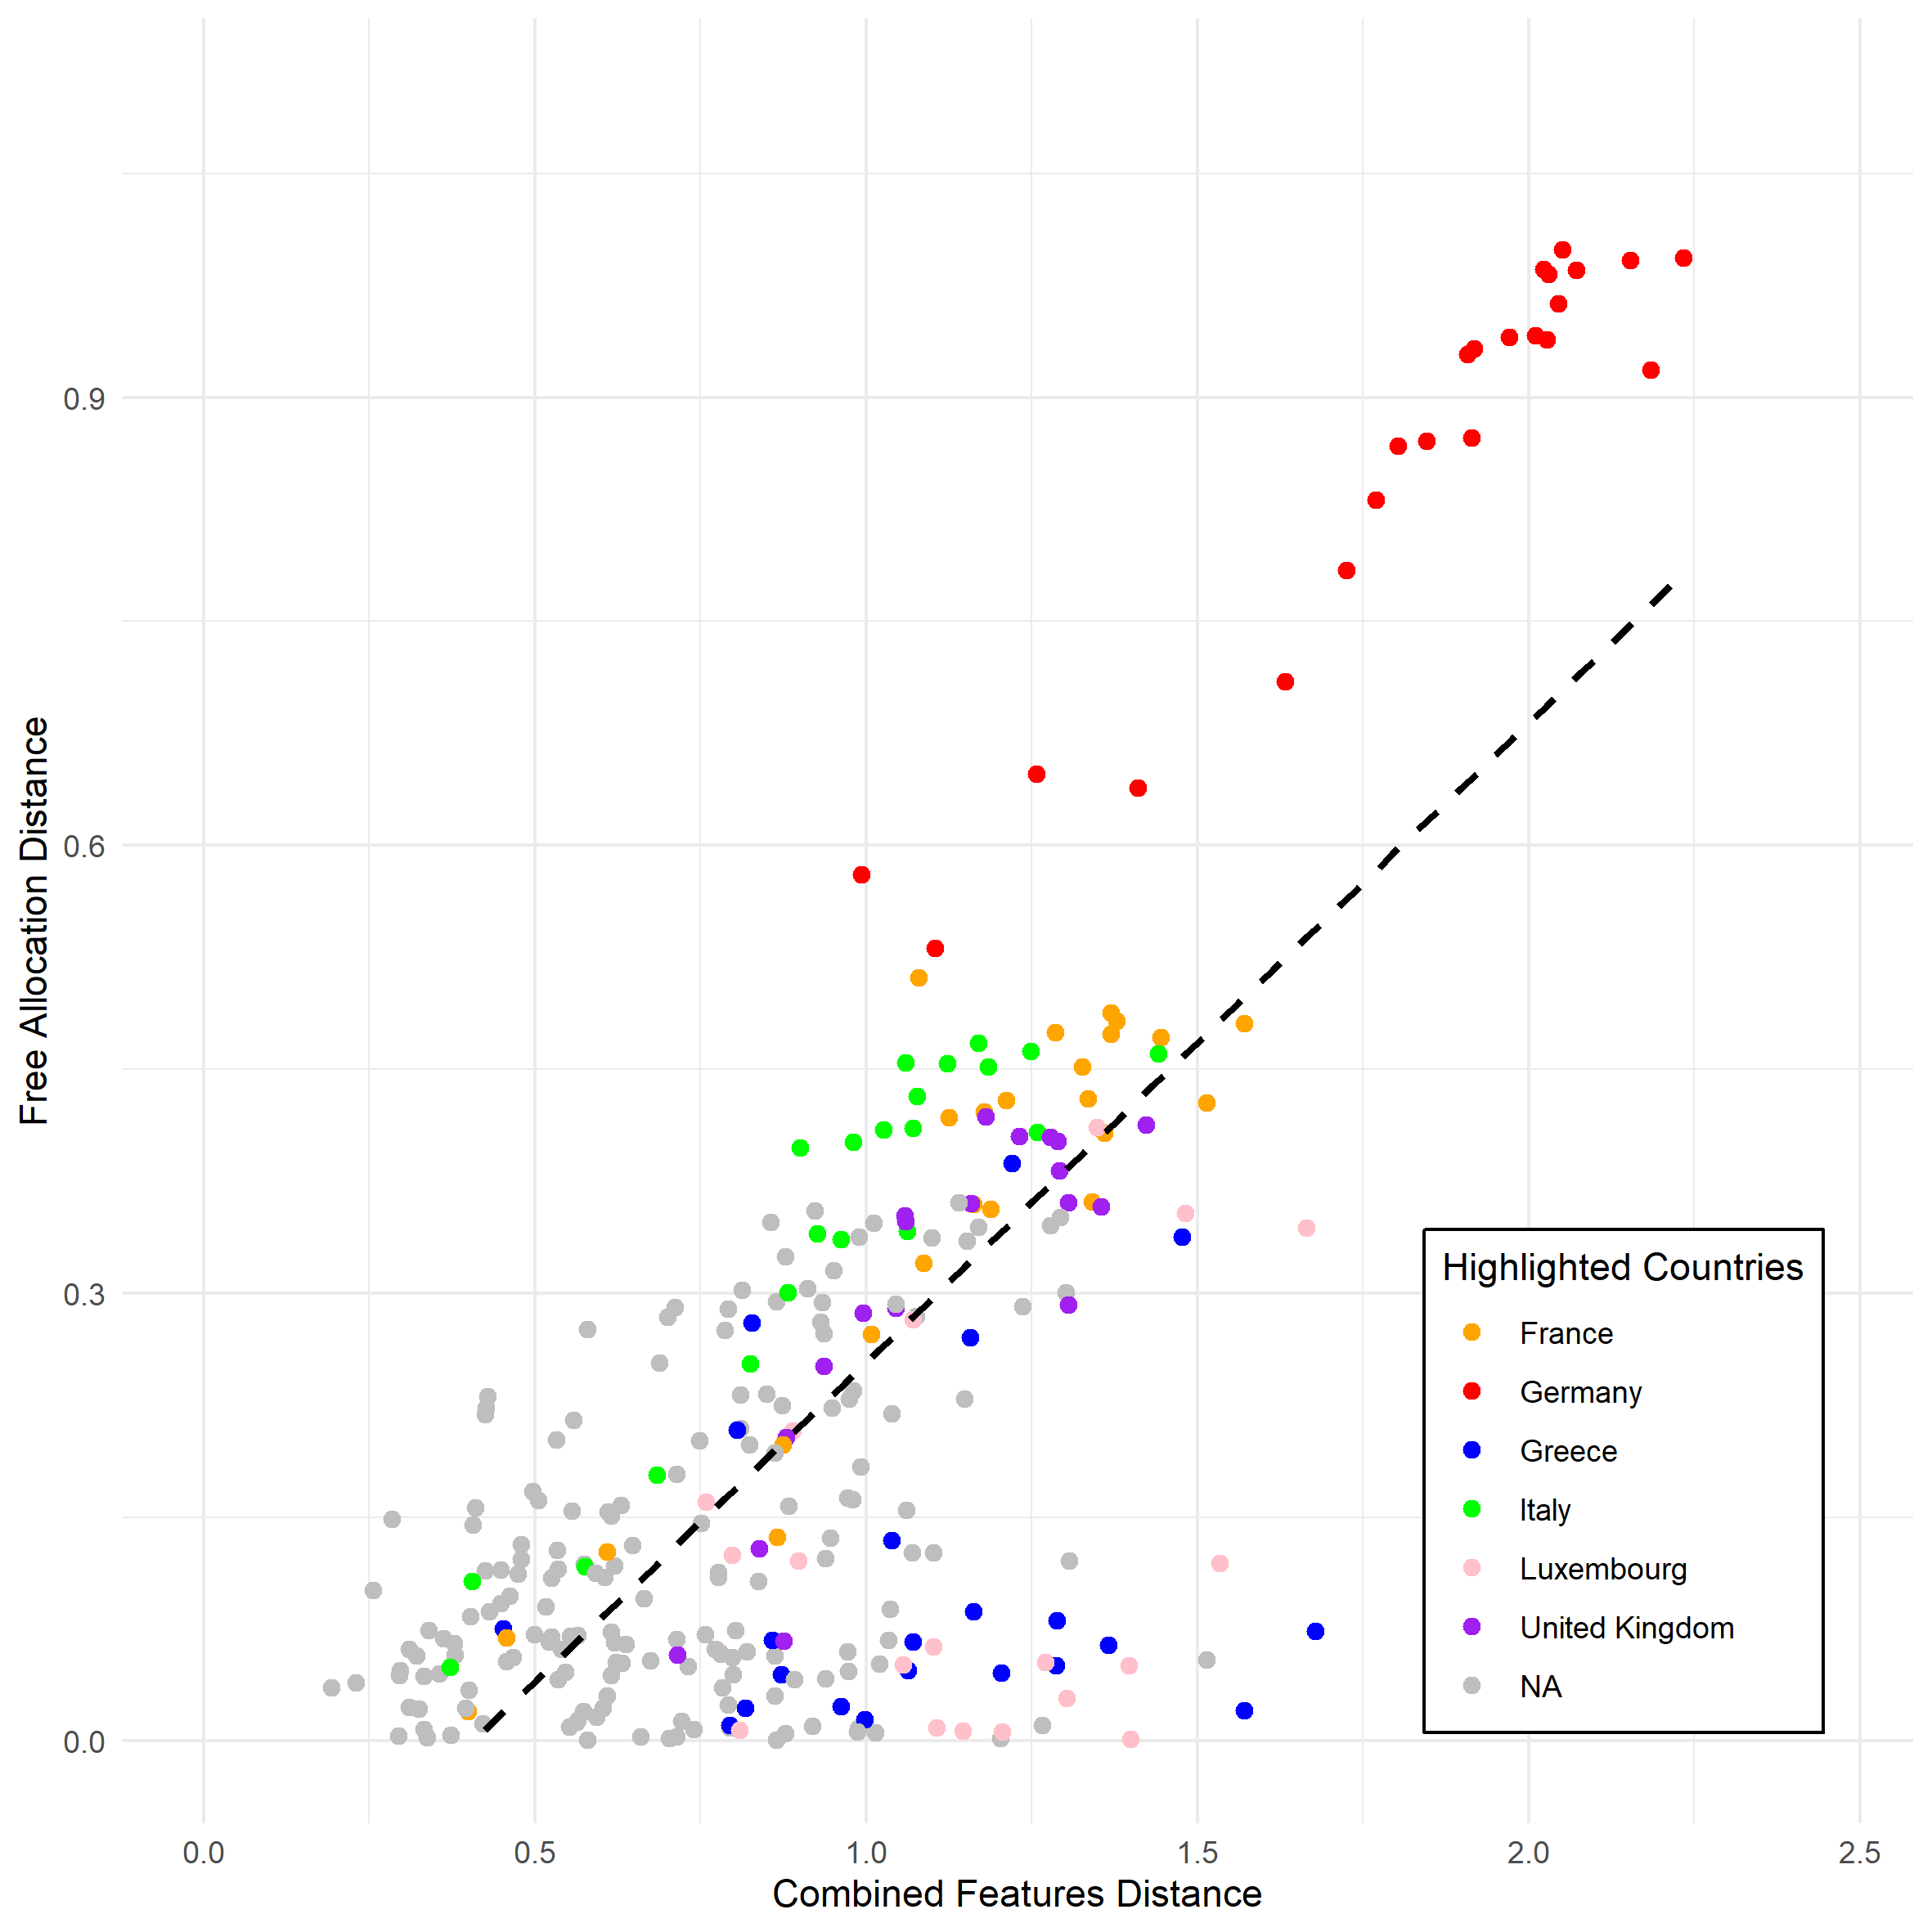 Free Allocation Distance
0.9
0.6
0.3
0.0
Highlighted Countries
France
Germany
Greece
Italy
Luxembourg
United Kingdom
NA
0.0 0.5 1.0 1.5 2.0 2.5
Combined Features Distance